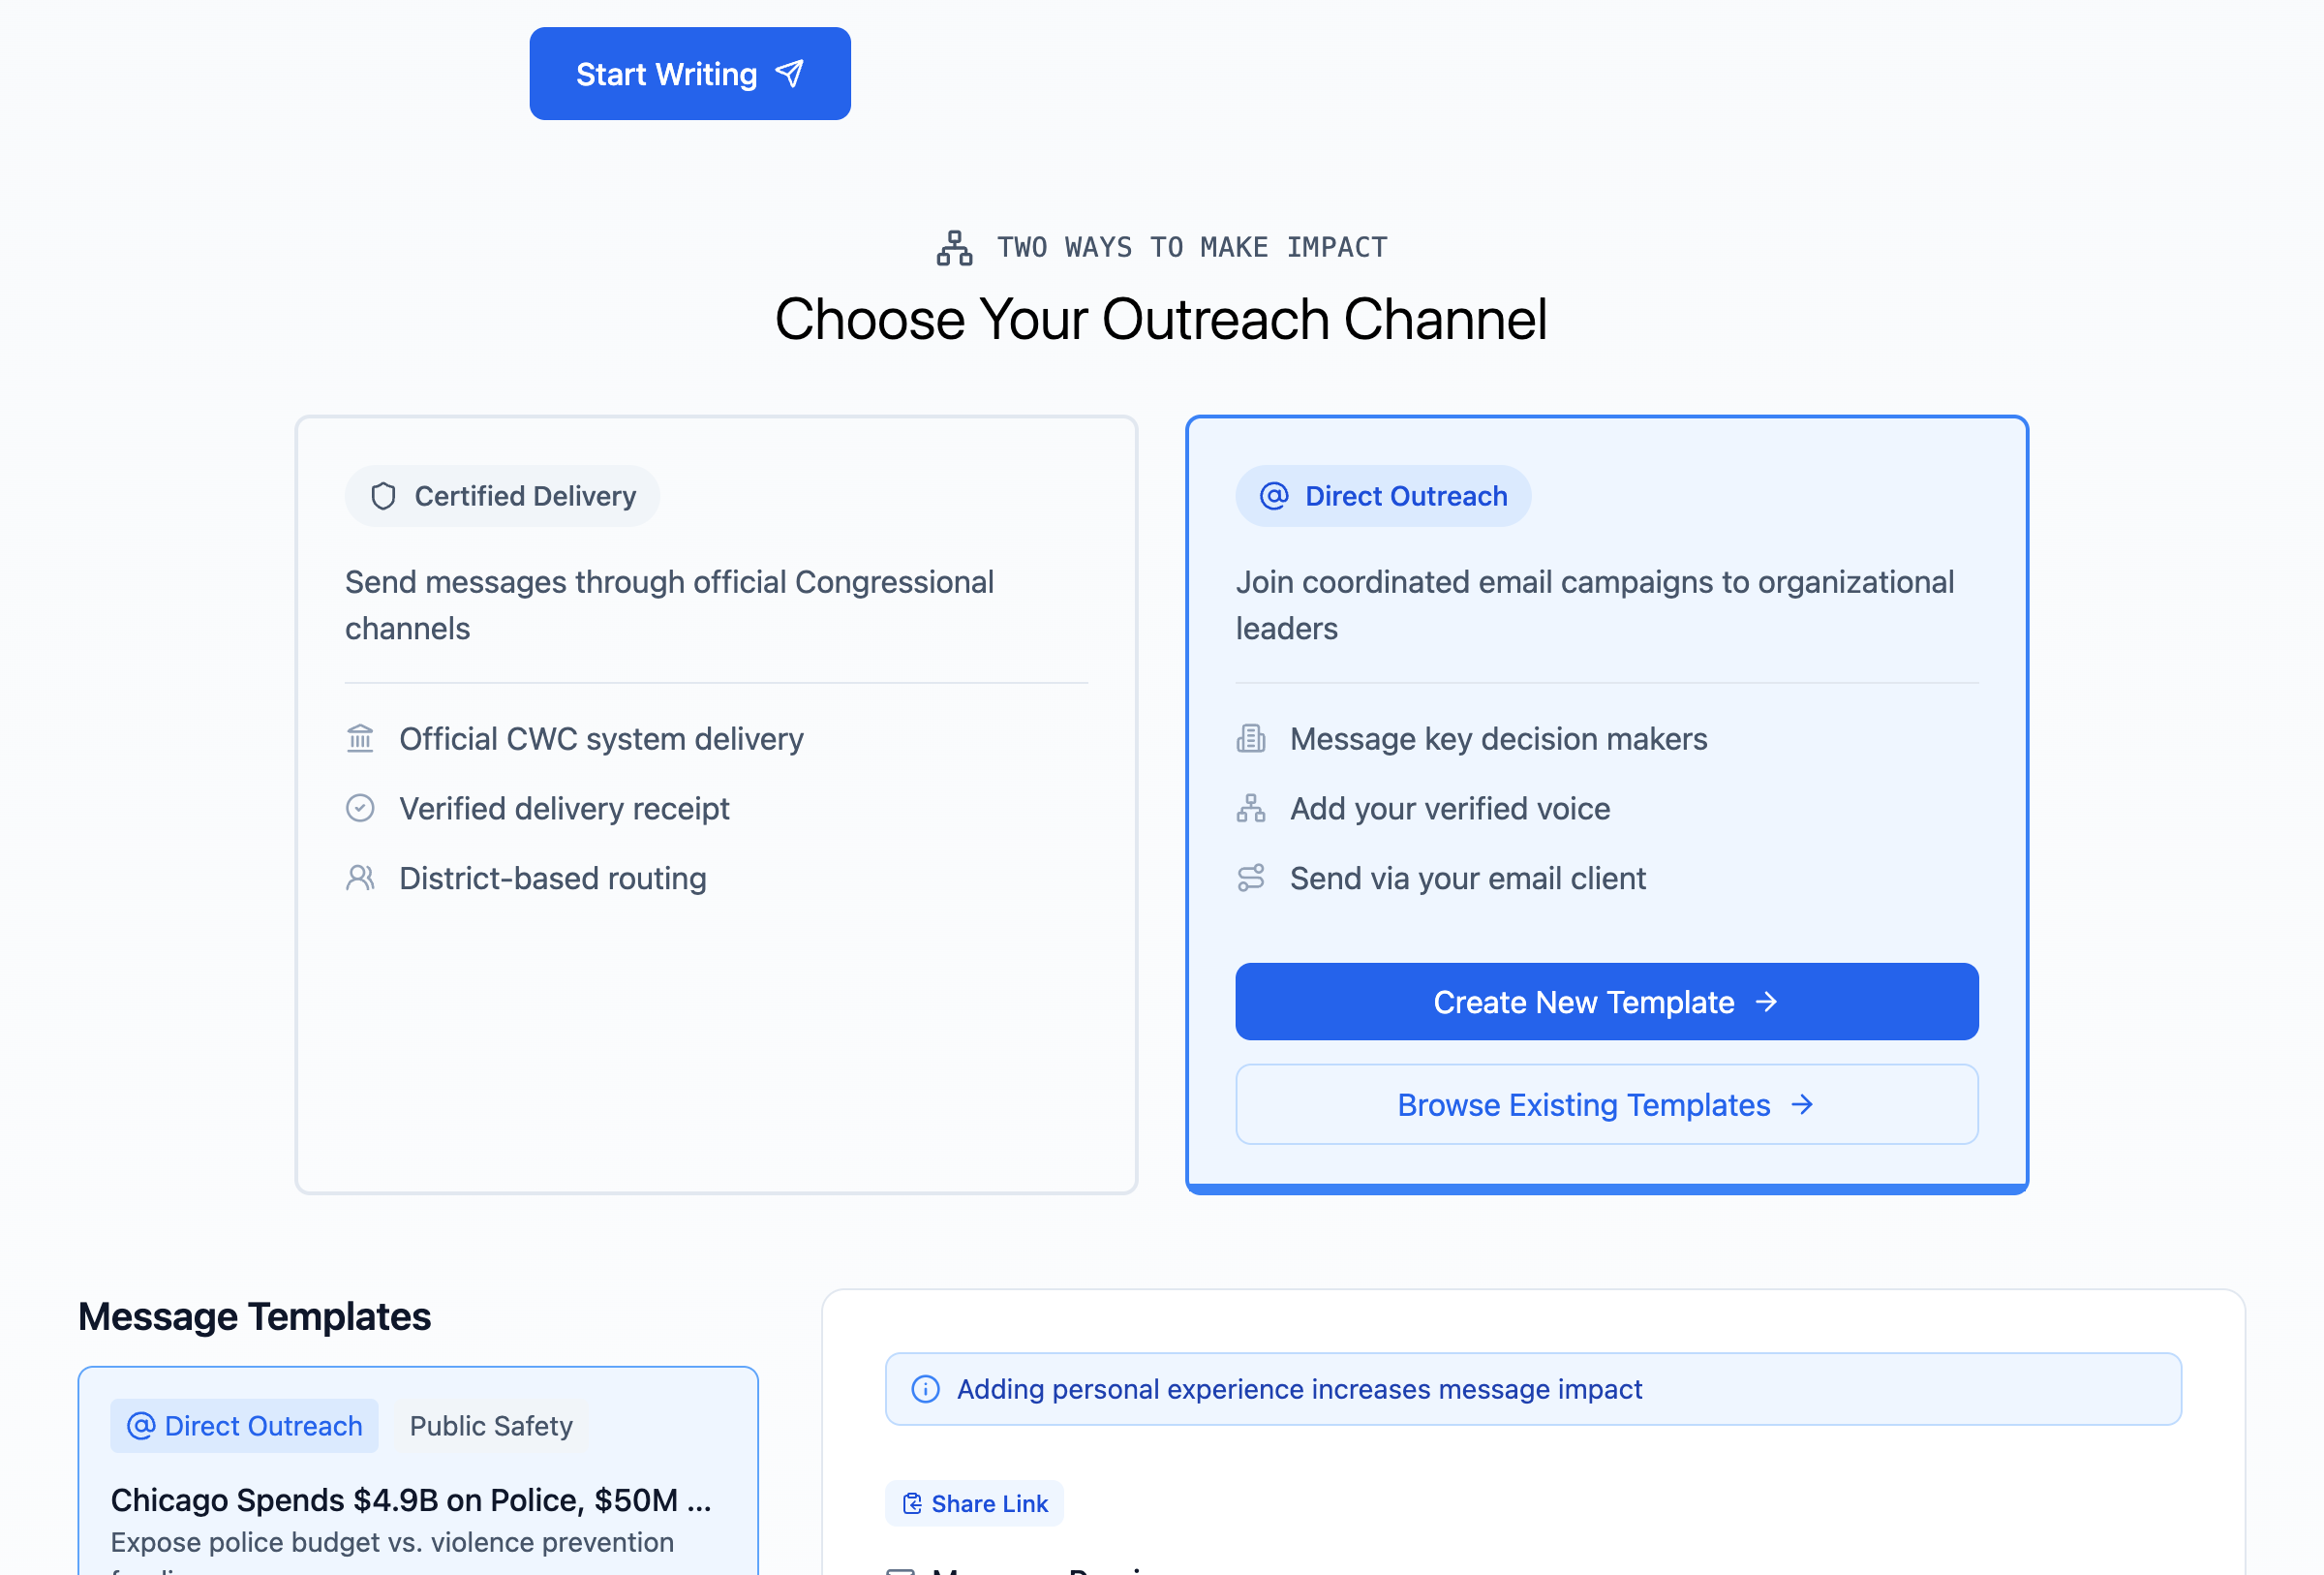 Start Writing
TWO WAYS TO MAKE IMPACT
Choose Your Outreach Channel
Certified Delivery
Send messages through official Congressional
channels
Official CWC system delivery
Verified delivery receipt
District-based routing
Direct Outreach
Join coordinated email campaigns to organizational
leaders
Message key decision makers
Add your verified voice
Send via your email client
Create New Template
Browse Existing Templates
Message Templates
Direct Outreach
Public Safety
Chicago Spends $4.9B on Police, $50M ...
Expose police budget vs. violence prevention
Adding personal experience increases message impact
Share Link